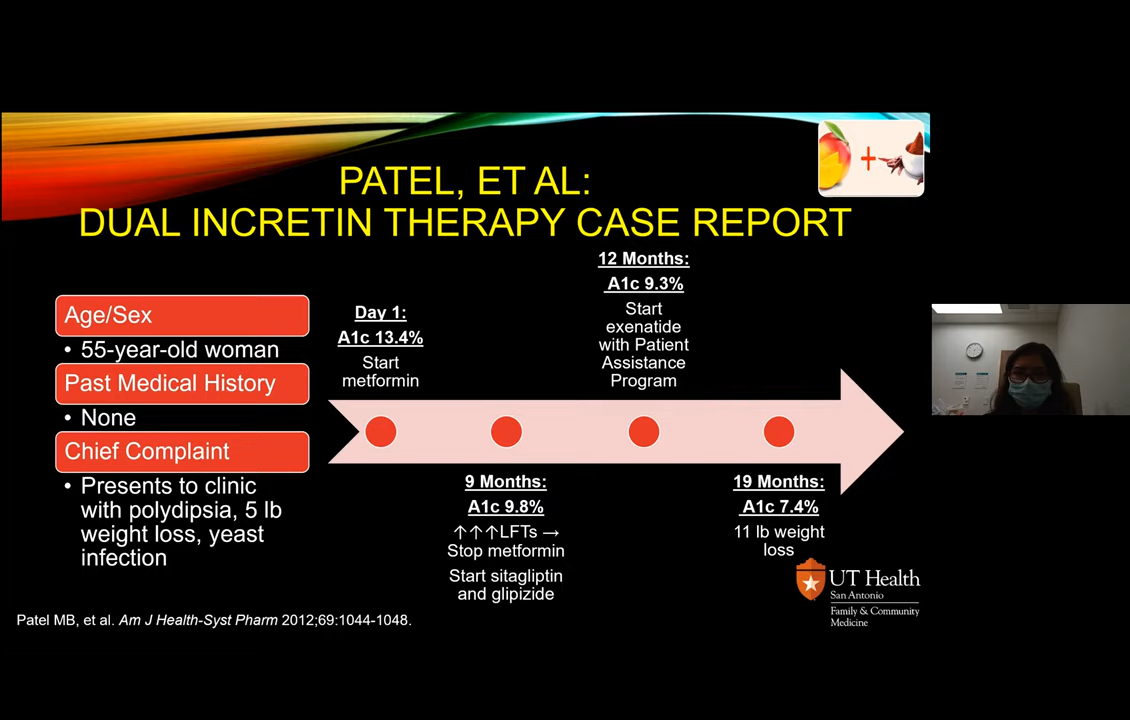 PATEL, ET AL:
DUAL INCRETIN THERAPY CASE REPORT
Age/Sex
• 55-year-old woman
Past Medical History
• None
Chief Complaint
• Presents to clinic
with polydipsia, 5 lb
weight loss, yeast
infection
Day 1:
A1c 13.4%
Start
metformin
9 Months:
A1c 9.8%
↑↑↑LFTs →
Stop metformin
Start sitagliptin
and glipizide
12 Months:
A1c 9.3%
Start
exenatide
with Patient
Assistance
Program
19 Months:
A1c 7.4%
11 lb weight
loss
UT Health
San Antonio
Family & Community
Medicine
Patel MB, et al. Am J Health-Syst Pharm 2012;69:1044-1048.